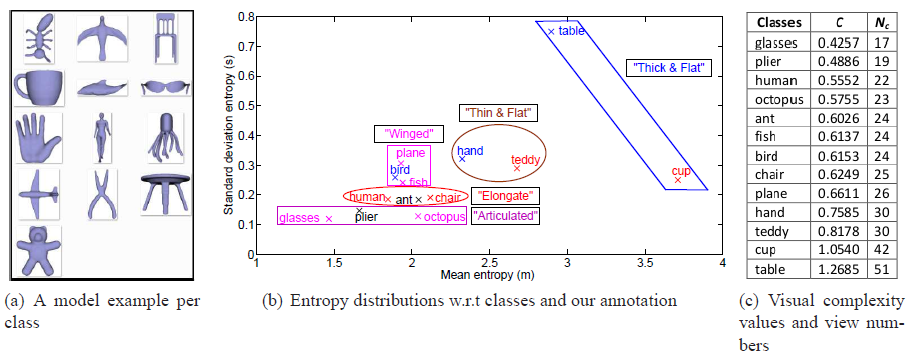 0.8
0.7
0.6
0.5
0.4
0.3
0.2
0.1
0
1
1.5
2
2.5
3
3.5
4
Standard deviation entropy (s)
Mean entropy (m)
table
"Thick & Flat"
"Thin & Flat"
"Winged"
plane
hand
teddy
bird
fish
cup
human
ant
chair
"Elongate"
glasses
plier
octopus
"Articulated"
Classes C Nc
glasses 0.4257 17
plier 0.4886 19
human 0.5552 22
octopus 0.5755 23
ant 0.6026 24
fish 0.6137 24
bird 0.6153 24
chair 0.6249 25
plane 0.6611 26
hand 0.7585 30
teddy 0.8178 30
cup 1.0540 42
table 1.2685 51
(a) A model example per
class
(b) Entropy distributions w.r.t classes and our annotation
(c) Visual complexity
values and view num-
bers